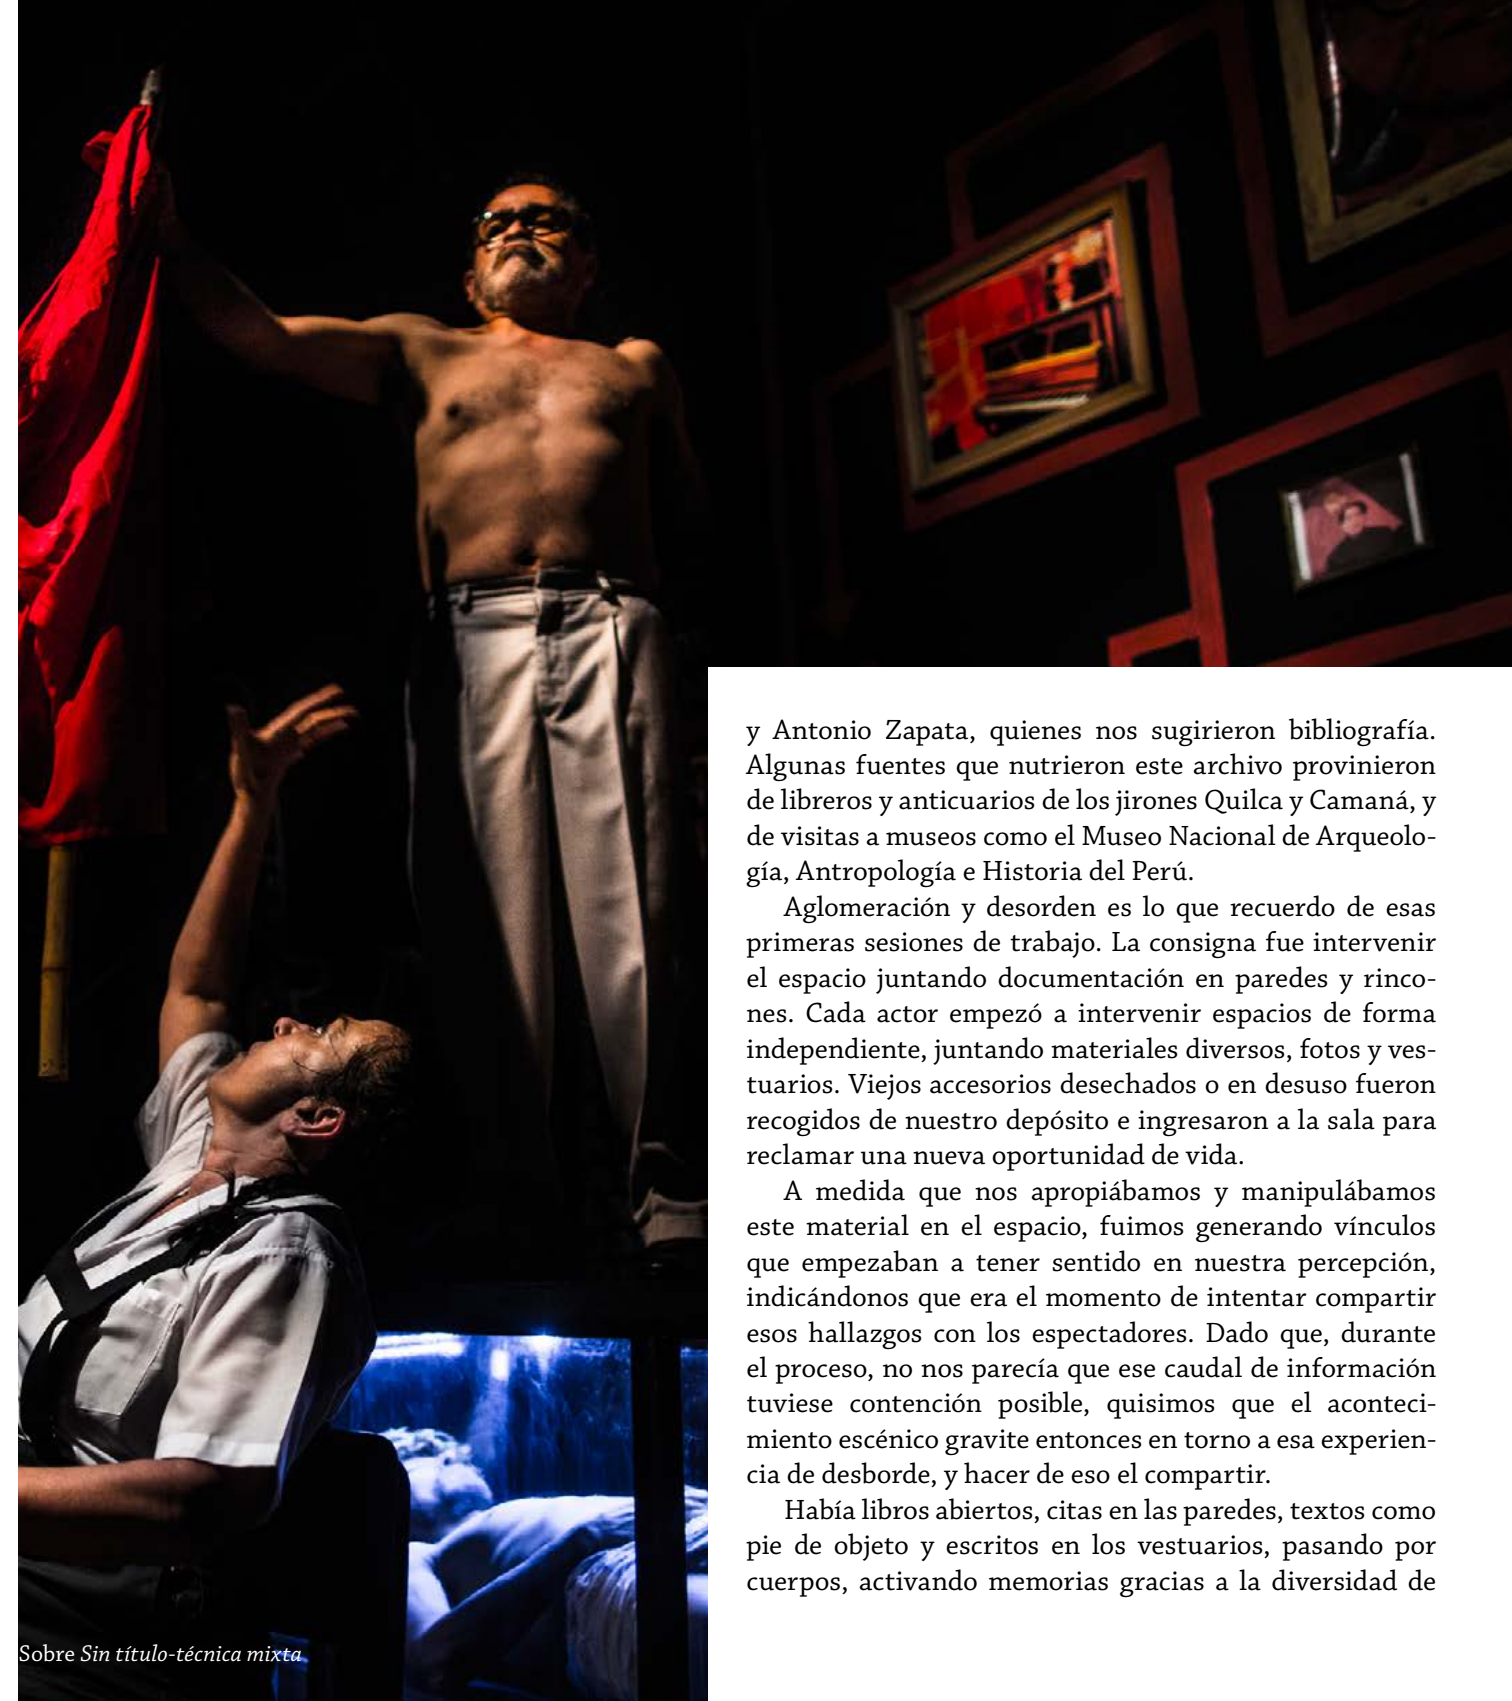 y Antonio Zapata, quienes nos sugirieron bibliografía.
Algunas fuentes que nutrieron este archivo provinieron
de libreros y anticuarios de los jirones Quilca y Camaná, y
de visitas a museos como el Museo Nacional de Arqueolo-
gía, Antropología e Historia del Perú.
Aglomeración y desorden es lo que recuerdo de esas
primeras sesiones de trabajo. La consigna fue intervenir
el espacio juntando documentación en paredes y rinco-
nes. Cada actor empezó a intervenir espacios de forma
independiente, juntando materiales diversos, fotos y ves-
tuarios. Viejos accesorios desechados o en desuso fueron
recogidos de nuestro depósito e ingresaron a la sala para
reclamar una nueva oportunidad de vida.
A medida que nos apropiábamos y manipulábamos
este material en el espacio, fuimos generando vínculos
que empezaban a tener sentido en nuestra percepción,
indicándonos que era el momento de intentar compartir
esos hallazgos con los espectadores. Dado que, durante
el proceso, no nos parecía que ese caudal de información
tuviese contención posible, quisimos que el aconteci-
miento escénico gravite entonces en torno a esa experien-
cia de desborde, y hacer de eso el compartir.
Había libros abiertos, citas en las paredes, textos como
pie de objeto y escritos en los vestuarios, pasando por
cuerpos, activando memorias gracias a la diversidad de
Sobre Sin título-técnica mixta